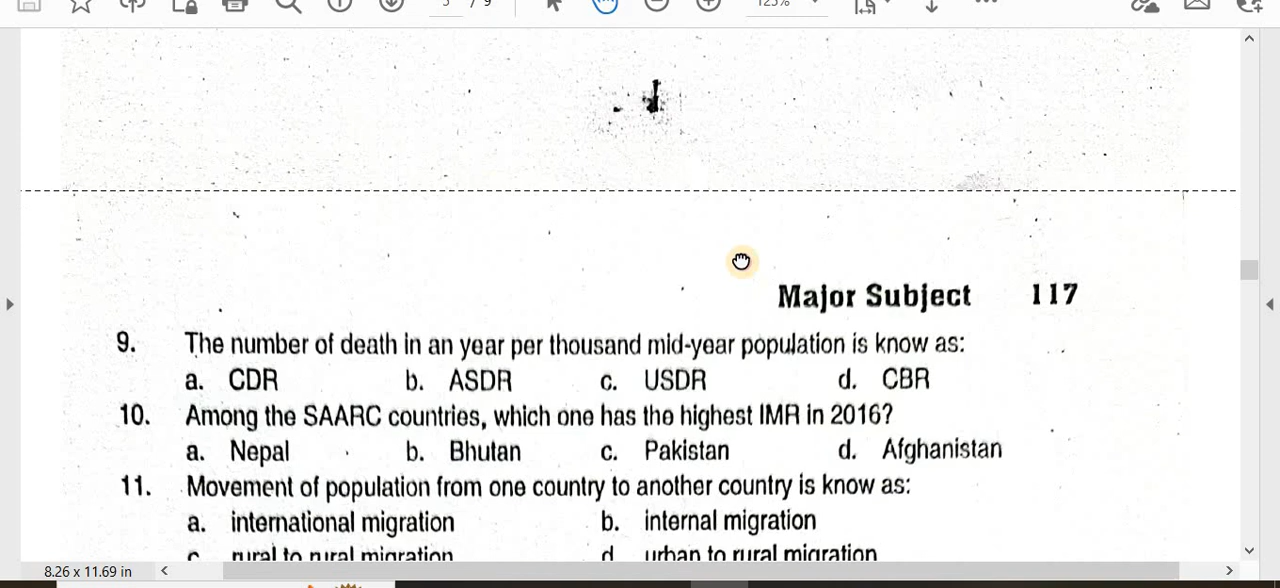 / 9
125%
Major Subject 117
9. The number of death in an year per thousand mid-year population is know as:
a. CDR b. ASDR c. USDR d. CBR
10. Among the SAARC countries, which one has the highest IMR in 2016?
a. Nepal b. Bhutan c. Pakistan d. Afghanistan
11. Movement of population from one country to another country is know as:
a. international migration b. internal migration
c rural to rural migration d urban to rural migration
8.26 x 11.69 in